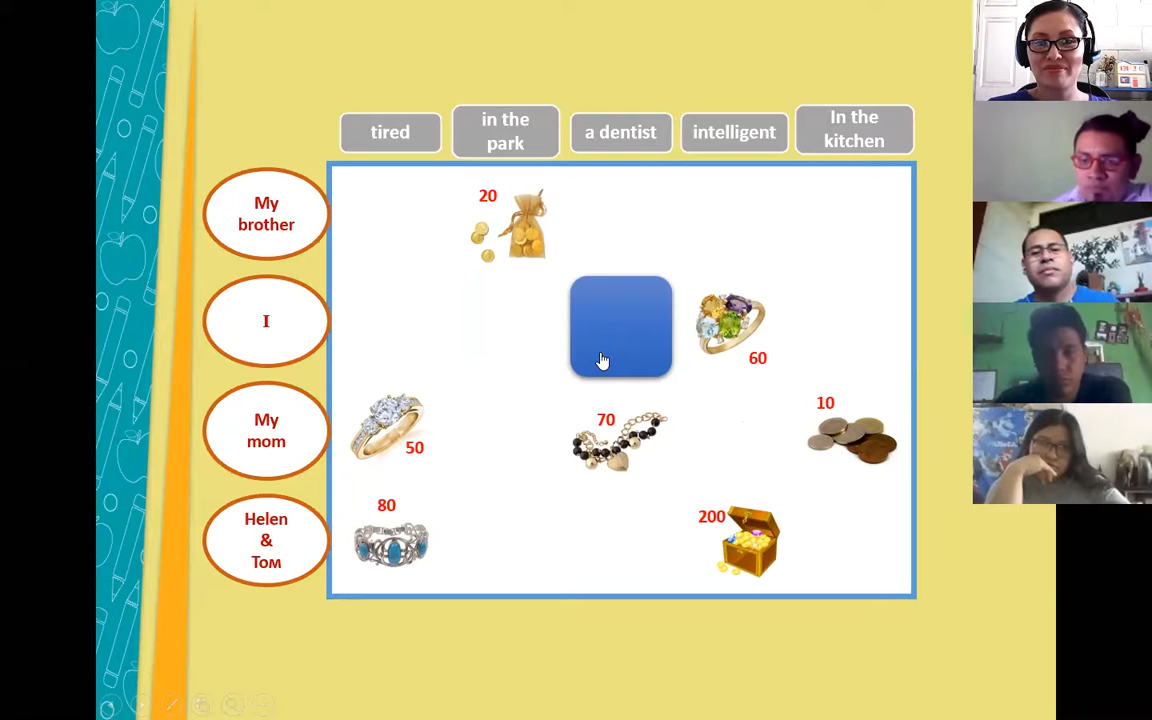 tired
in the
park
a dentist
intelligent
In the
kitchen
My
brother
20
I
60
My
mom
50
70
10
Helen
&
Tom
80
200